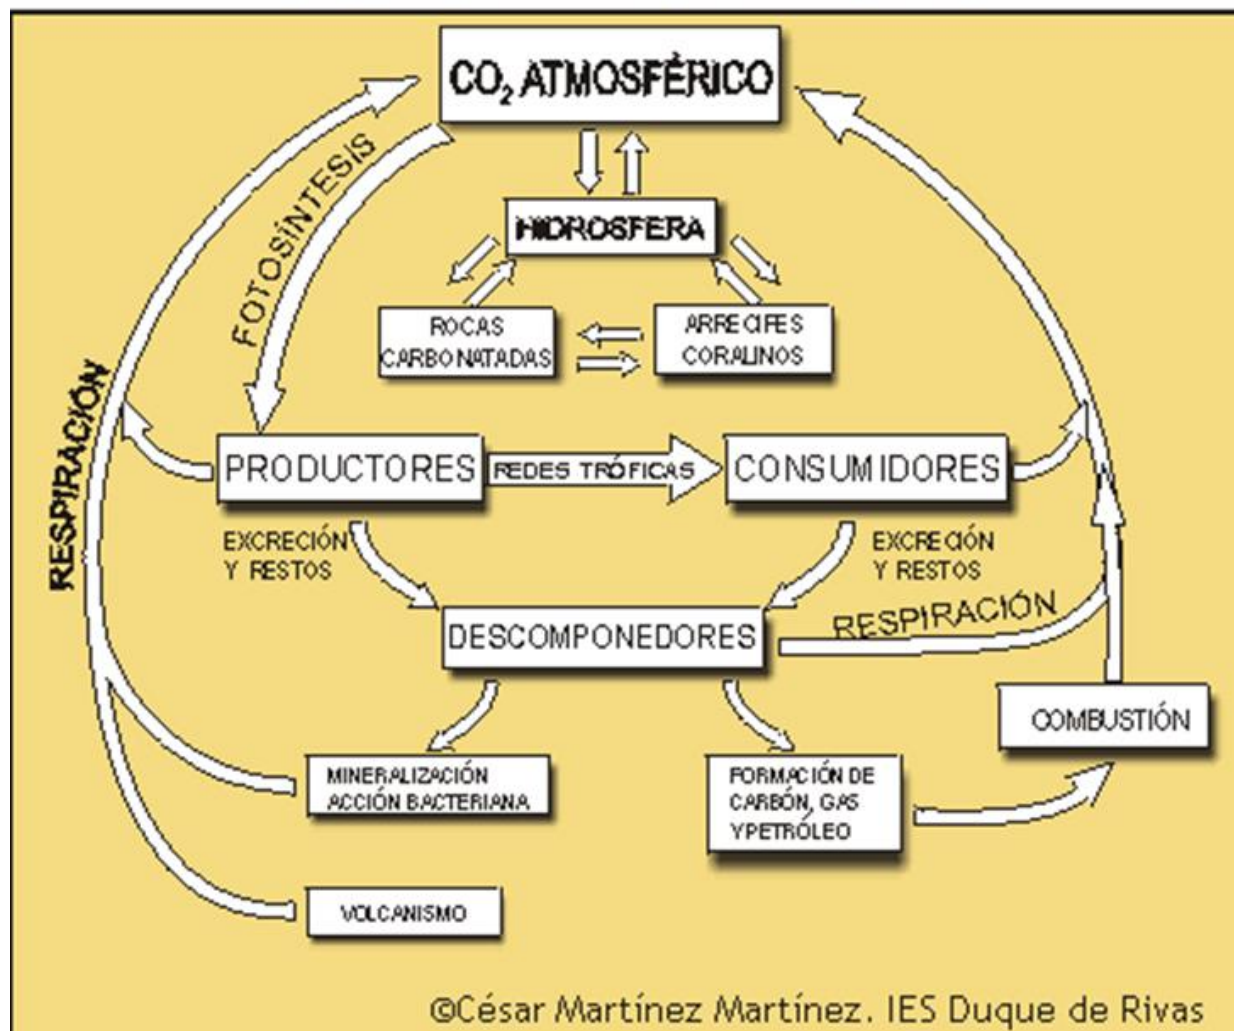 CO₂ ATMOSFÉRICO
FOTOSÍNTESIS
HIDROSFERA
ROCAS
CARBONATADAS
ARRECIFES
CORALINOS
RESPIRACIÓN
PRODUCTORES
REDES TRÓFICAS
CONSUMIDORES
EXCRECIÓN
Y RESTOS
EXCRECIÓN
Y RESTOS
DESCOMPONEDORES
RESPIRACIÓN
COMBUSTIÓN
MINERALIZACIÓN
ACCIÓN BACTERIANA
FORMACIÓN DE
CARBÓN, GAS
Y PETRÓLEO
VOLCANISMO
©César Martínez Martínez. IES Duque de Rivas